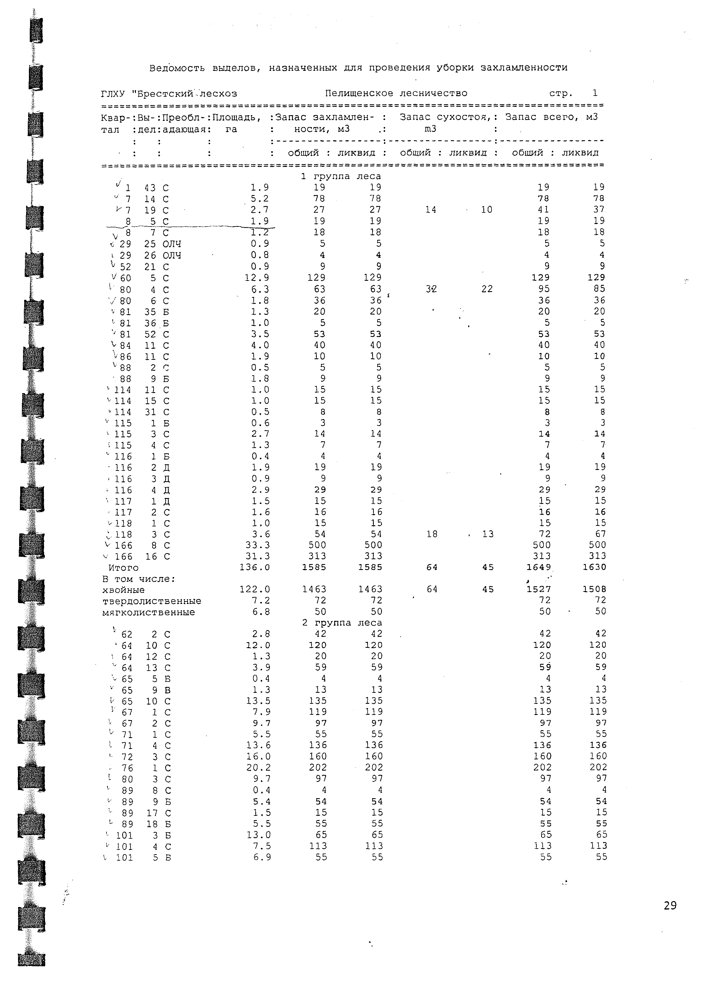 Ведомость выделов, назначенных для проведения уборки захламленности
ГЛХУ "Брестский лесхоз Пелищенское лесничество стр. 1
================================================================================
Квар-:Вы-:Преобл-:Площадь, :Запас захламлен- : Запас сухостоя,: Запас всего, м3
тал :дел:адающая: га : ности, м3 : m3 :
: : : :-----------------:-----------------:-----------------
: : : : общий : ликвид : общий : ликвид : общий : ликвид
================================================================================
1 группа леса
1 43 С 1.9 19 19 19 19
7 14 С 5.2 78 78 78 78
7 19 С 2.7 27 27 14 10 41 37
8 5 С 1.9 19 19 19 19
8 7 С 1.2 18 18 18 18
29 25 ОЛЧ 0.9 5 5 5 5
29 26 ОЛЧ 0.8 4 4 4 4
52 21 С 0.9 9 9 9 9
60 5 С 12.9 129 129 129 129
80 4 С 6.3 63 63 32 22 95 85
80 6 С 1.8 36 36 36 36
81 35 Б 1.3 20 20 20 20
81 36 Б 1.0 5 5 5 5
81 52 С 3.5 53 53 53 53
84 11 С 4.0 40 40 40 40
86 11 С 1.9 10 10 10 10
88 2 С 0.5 5 5 5 5
88 9 Б 1.8 9 9 9 9
114 11 С 1.0 15 15 15 15
114 15 С 1.0 15 15 15 15
114 31 С 0.5 8 8 8 8
115 1 Б 0.6 3 3 3 3
115 3 С 2.7 14 14 14 14
115 4 С 1.3 7 7 7 7
116 1 Б 0.4 4 4 4 4
116 2 Д 1.9 19 19 19 19
116 3 Д 0.9 9 9 9 9
116 4 Д 2.9 29 29 29 29
117 1 Д 1.5 15 15 15 15
117 2 С 1.6 16 16 16 16
118 1 С 1.0 15 15 15 15
118 3 С 3.6 54 54 18 13 72 67
166 8 С 33.3 500 500 500 500
166 16 С 31.3 313 313 313 313
Итого 136.0 1585 1585 64 45 1649 1630
В том числе:
хвойные 122.0 1463 1463 64 45 1527 1508
твердолиственные 7.2 72 72 72 72
мягколиственные 6.8 50 50 50 50
2 группа леса
62 2 С 2.8 42 42 42 42
64 10 С 12.0 120 120 120 120
64 12 С 1.3 20 20 20 20
64 13 С 3.9 59 59 59 59
65 5 Б 0.4 4 4 4 4
65 9 В 1.3 13 13 13 13
65 10 С 13.5 135 135 135 135
67 1 С 7.9 119 119 119 119
67 2 С 9.7 97 97 97 97
71 1 С 5.5 55 55 55 55
71 4 С 13.6 136 136 136 136
72 3 С 16.0 160 160 160 160
76 1 С 20.2 202 202 202 202
80 3 С 9.7 97 97 97 97
89 8 С 0.4 4 4 4 4
89 9 Б 5.4 54 54 54 54
89 17 С 1.5 15 15 15 15
89 18 Б 5.5 55 55 55 55
101 3 Б 13.0 65 65 65 65
101 4 С 7.5 113 113 113 113
101 5 Б 6.9 55 55 55 55
29